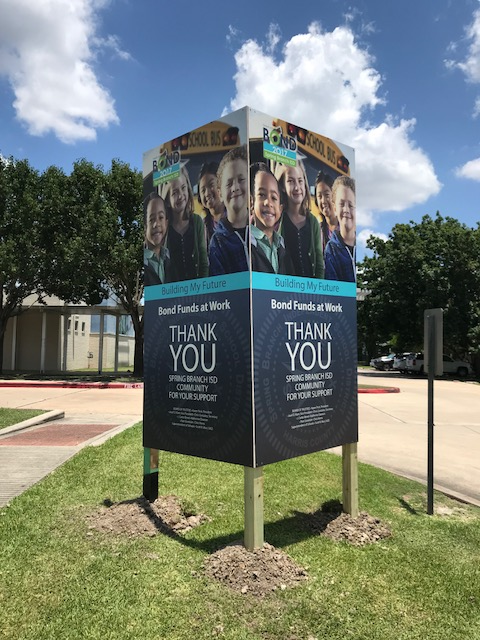 SCHOOL BUS
BOND
2017
Building My Future
Bond Funds at Work
THANK
YOU
SPRING BRANCH ISD
COMMUNITY
FOR YOUR SUPPORT
SCHOOL BUS
BOND
2017
Building My Future
Bond Funds at Work
THANK
YOU
SPRING BRANCH ISD
COMMUNITY
FOR YOUR SUPPORT